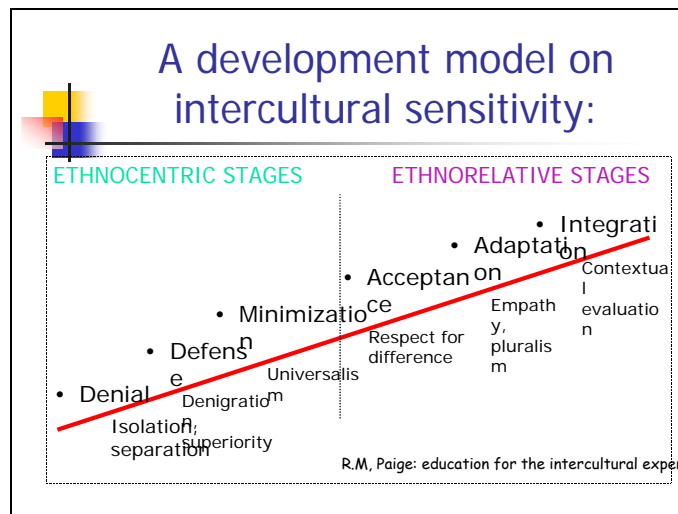 A development model on
intercultural sensitivity:
ETHNOCENTRIC STAGES
ETHNORELATIVE STAGES
• Denial
Isolation,
separation
• Defens
e
Denigratio
n,
superiority
• Minimizatio
n
Universalis
m
• Acceptan
ce
Respect for
difference
• Adaptati
on
Empath
y,
pluralis
m
• Integrati
on
Contextua
l
evaluatio
n
R.M, Paige: education for the intercultural exper